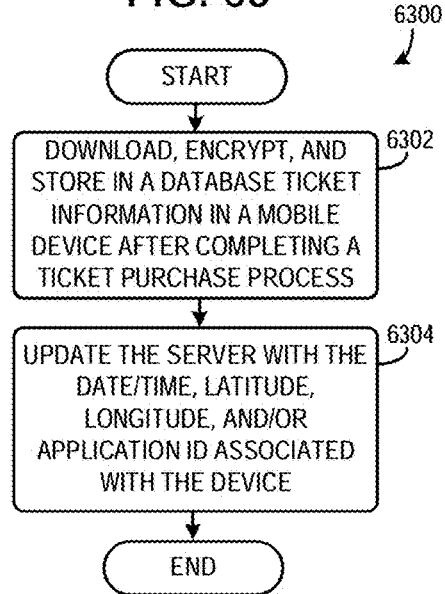 6300
START
DOWNLOAD, ENCRYPT, AND
STORE IN A DATABASE TICKET
INFORMATION IN A MOBILE
DEVICE AFTER COMPLETING A
TICKET PURCHASE PROCESS
6302
UPDATE THE SERVER WITH THE
DATE/TIME, LATITUDE,
LONGITUDE, AND/OR
APPLICATION ID ASSOCIATED
WITH THE DEVICE
6304
END